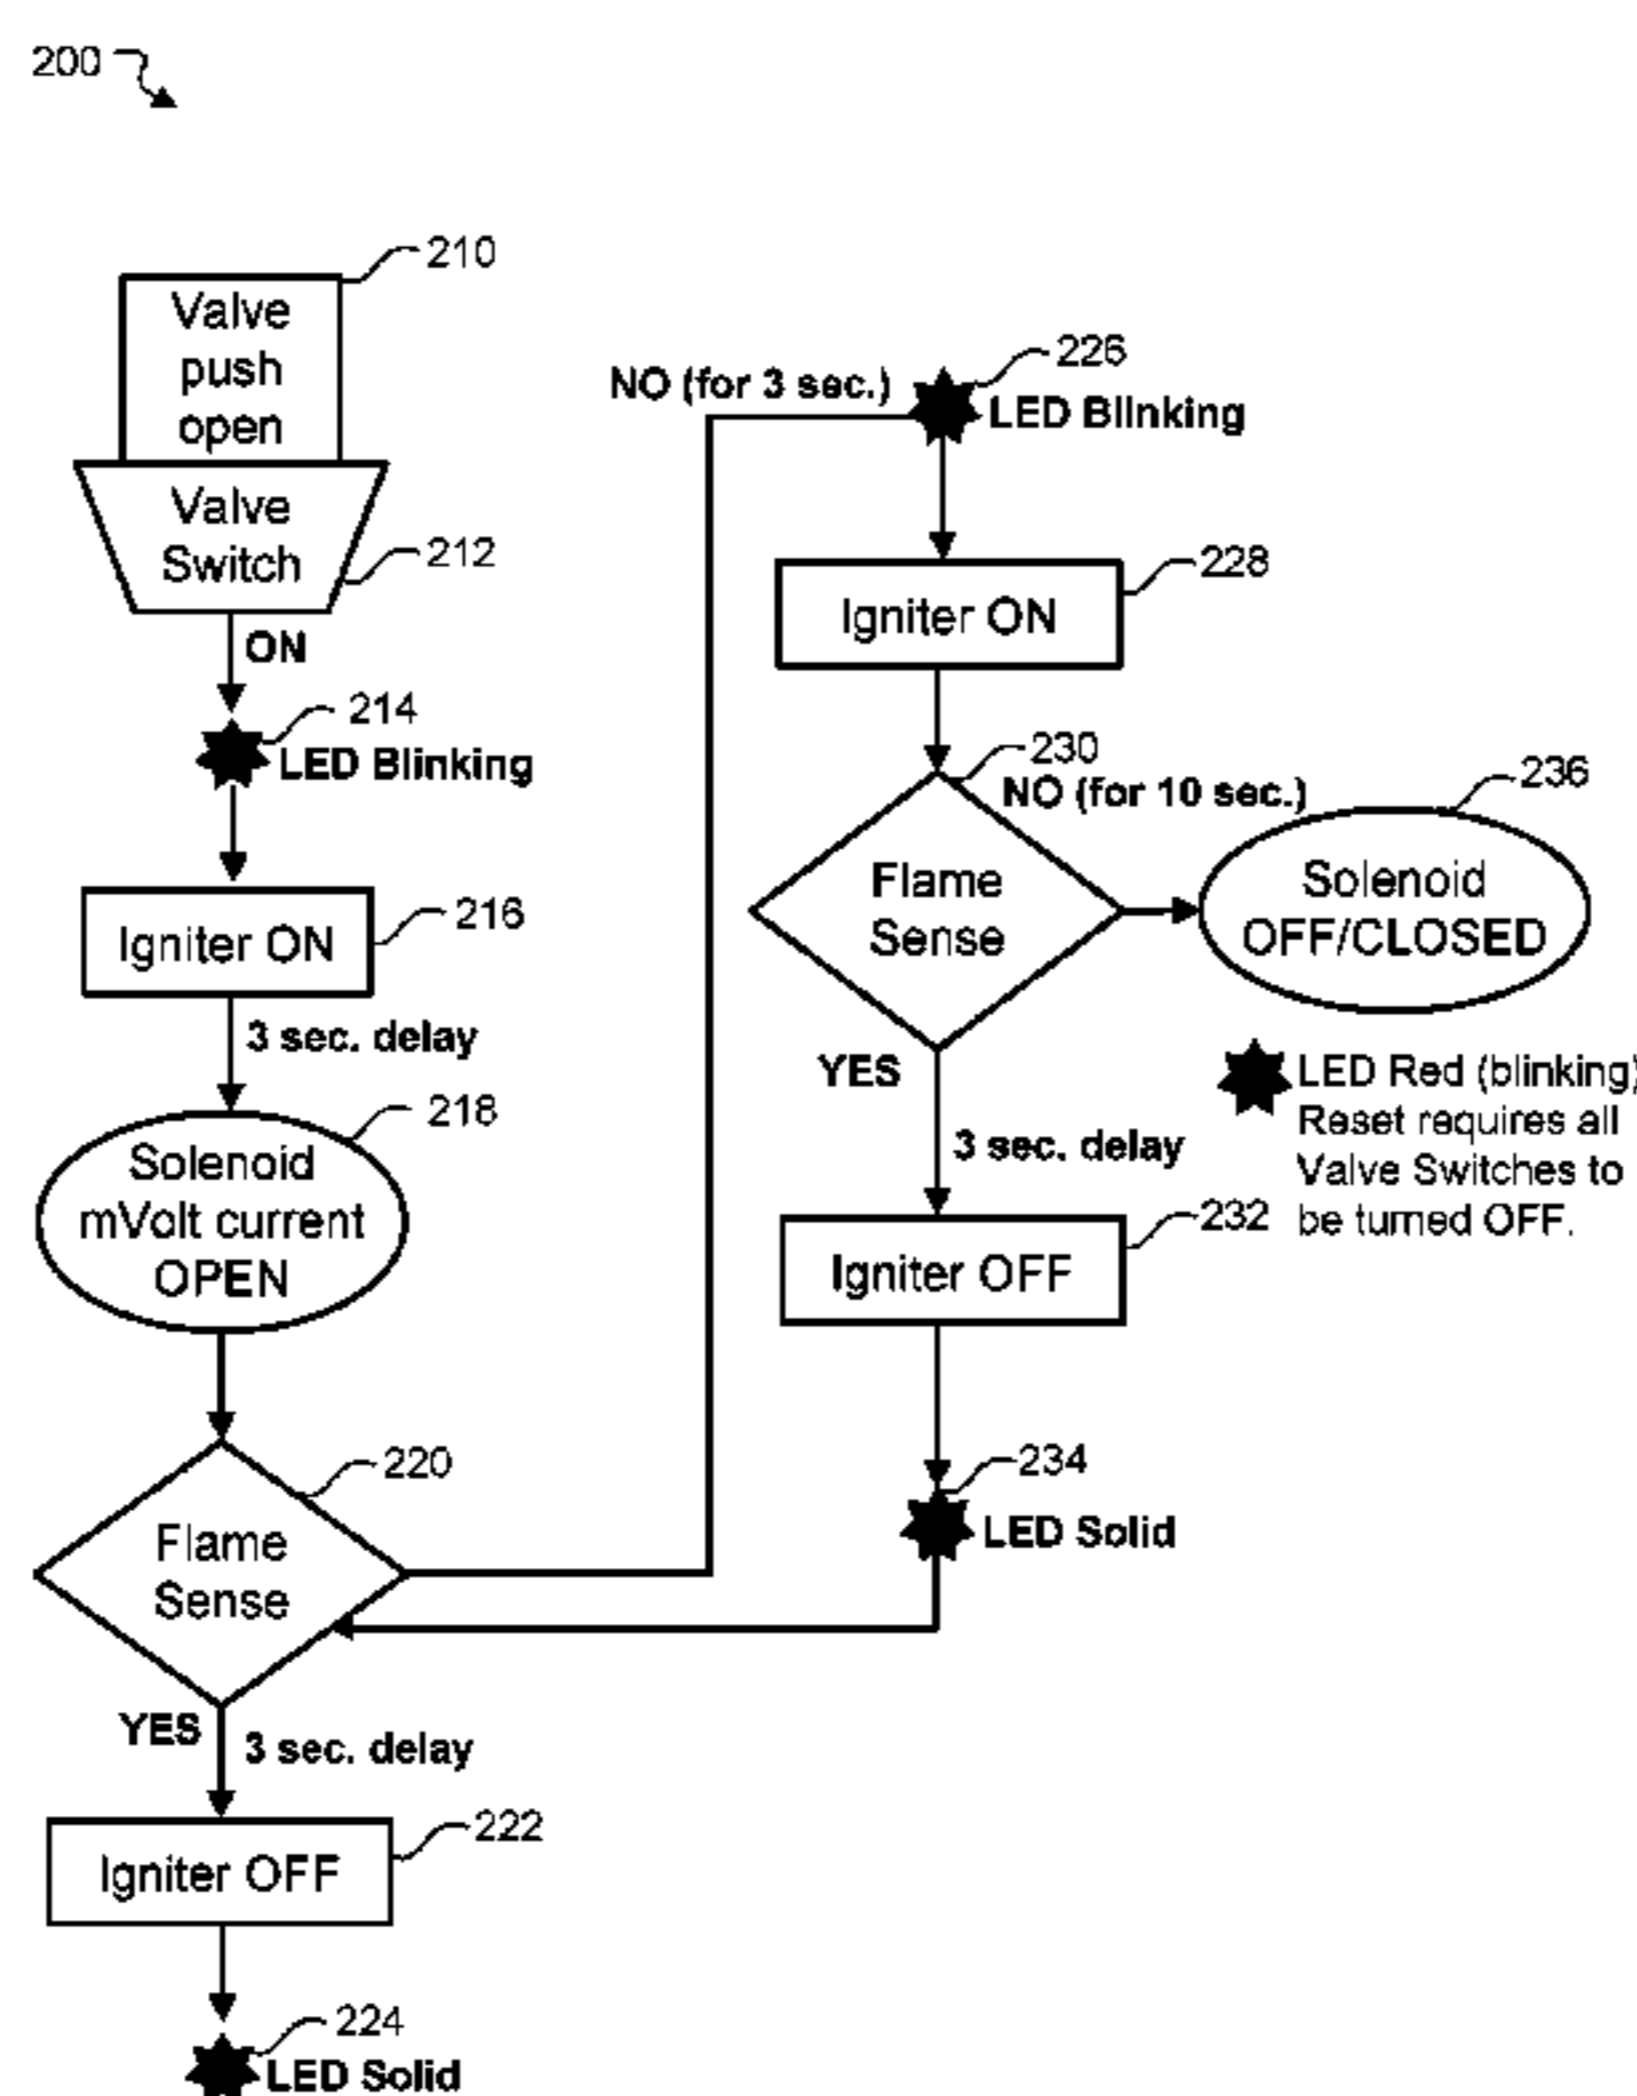 200
210
Valve
push
open
Valve
Switch
212
ON
214
LED Blinking
Igniter ON
216
3 sec. delay
218
Solenoid
mVolt current
OPEN
220
Flame
Sense
YES
3 sec. delay
222
Igniter OFF
224
LED Solid
NO (for 3 sec.)
226
LED Blinking
228
Igniter ON
230
NO (for 10 sec.)
Flame
Sense
236
Solenoid
OFF/CLOSED
LED Red (blinking)
Reset requires all
Valve Switches to
be turned OFF.
YES
3 sec. delay
232
Igniter OFF
234
LED Solid